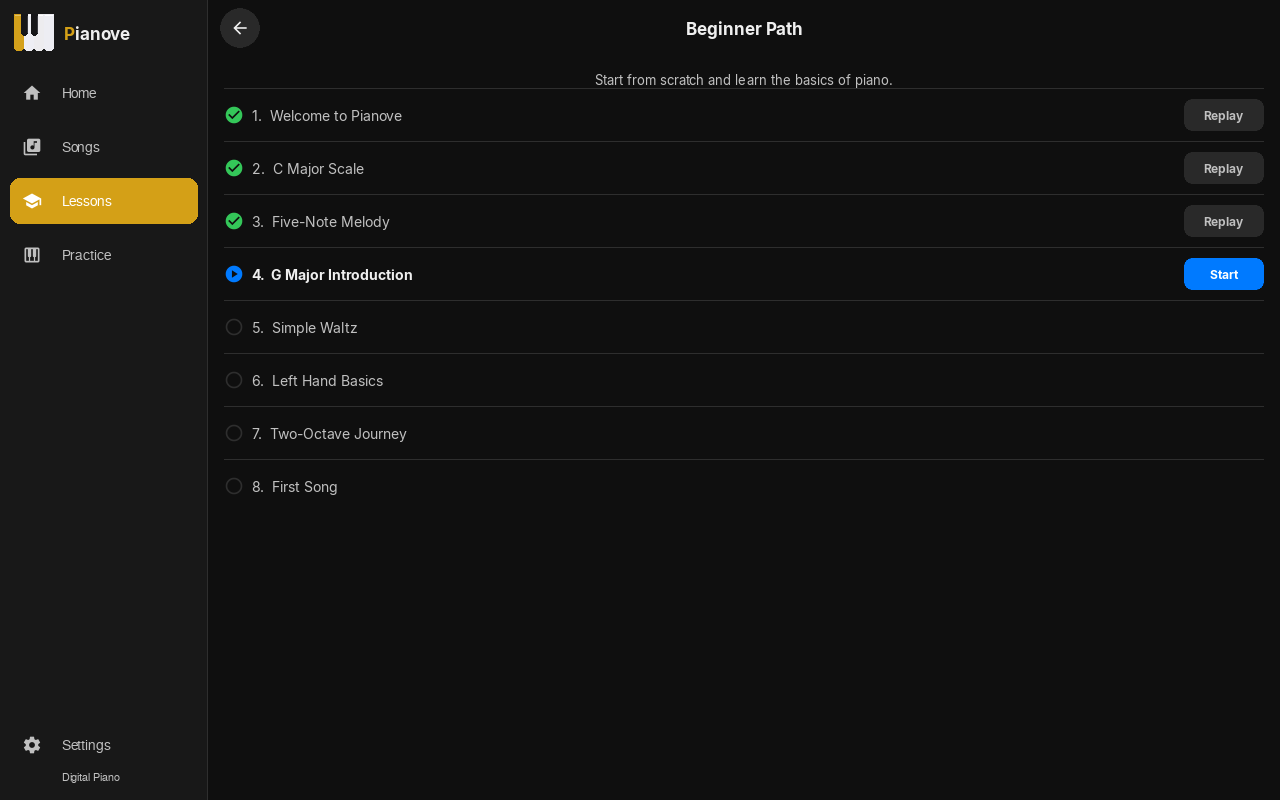 Pianove
Home
Songs
Lessons
Practice
Settings
Digital Piano
Beginner Path
Start from scratch and learn the basics of piano.
1. Welcome to Pianove
Replay
2. C Major Scale
Replay
3. Five-Note Melody
Replay
4. G Major Introduction
Start
5. Simple Waltz
6. Left Hand Basics
7. Two-Octave Journey
8. First Song